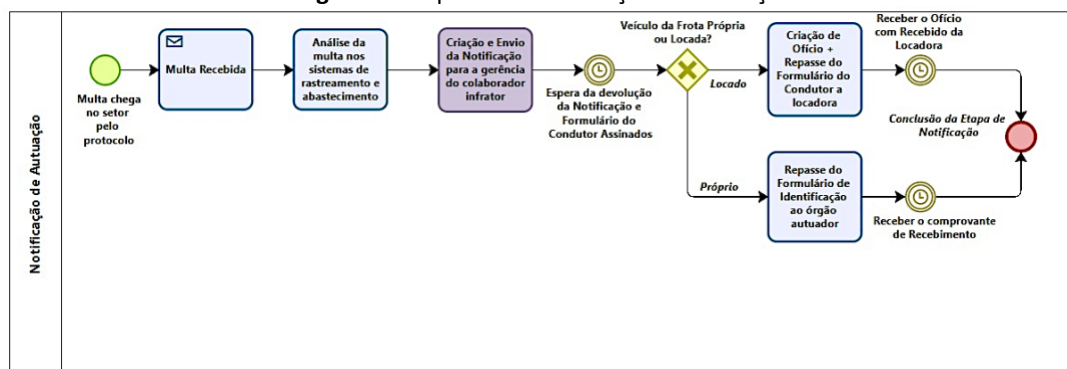 Notificação de Autuação
Multa chega
no setor
pelo
protocolo
Multa Recebida
Análise da
multa nos
sistemas de
rastreamento e
abastecimento
Criação e Envio
da Notificação
para a gerência
do colaborador
infrator
Espera da devolução
da Notificação e
Formulário do
Condutor Assinados
Veículo da Frota Própria
ou Locada?
Locado
Criação de
Ofício +
Repasse do
Formulário do
Condutor a
locadora
Receber o Ofício
com Recebido da
Locadora
Conclusão da Etapa de
Notificação
Próprio
Repasse do
Formulário de
Identificação
ao órgão
autuador
Receber o comprovante
de Recebimento